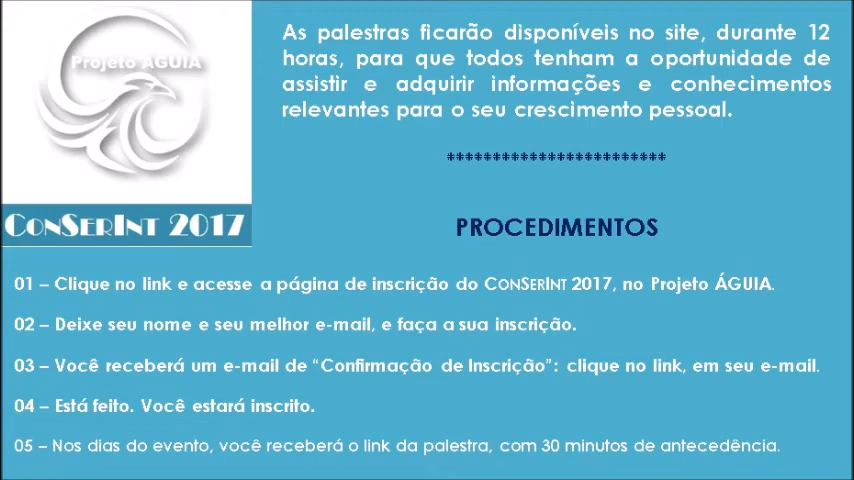 Projeto ÁGUIA
CONSERINT 2017
As palestras ficarão disponíveis no site, durante 12
horas, para que todos tenham a oportunidade de
assistir e adquirir informações e conhecimentos
relevantes para o seu crescimento pessoal.
************************
PROCEDIMENTOS
01 – Clique no link e acesse a página de inscrição do CONSERINT 2017, no Projeto ÁGUIA.
02 – Deixe seu nome e seu melhor e-mail, e faça a sua inscrição.
03 – Você receberá um e-mail de “Confirmação de Inscrição”: clique no link, em seu e-mail.
04 – Está feito. Você estará inscrito.
05 – Nos dias do evento, você receberá o link da palestra, com 30 minutos de antecedência.